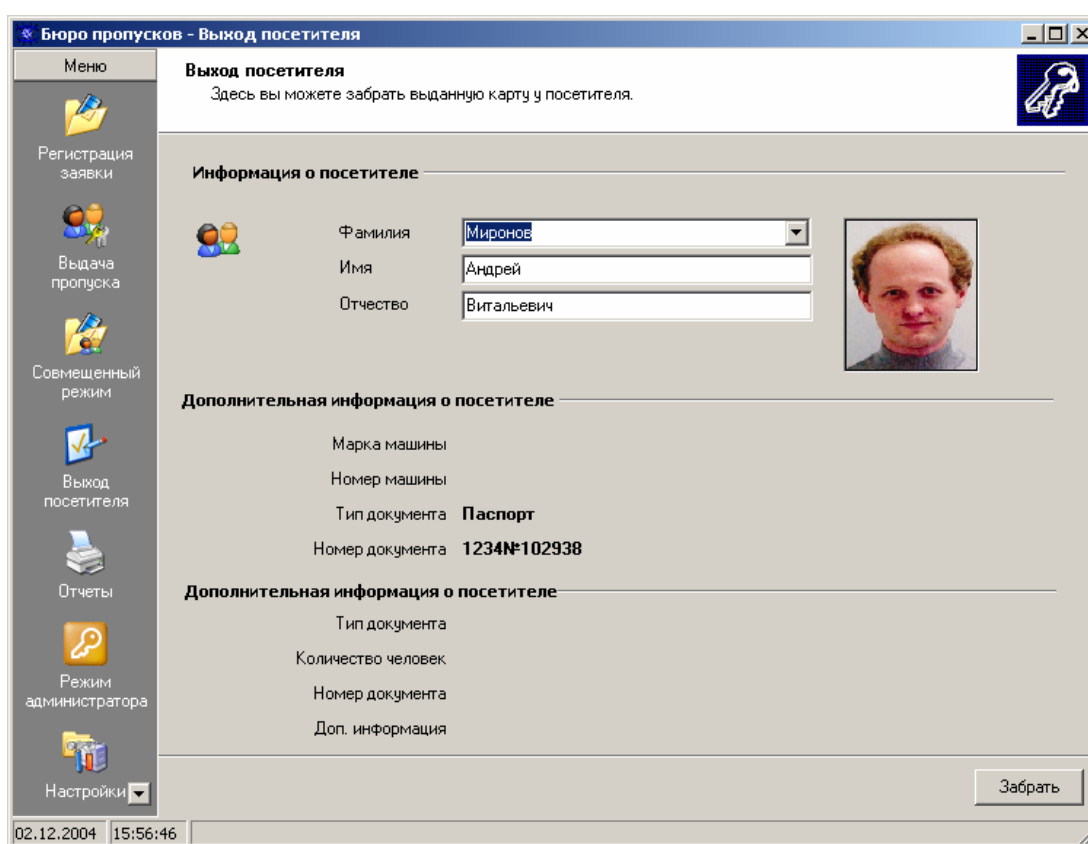 Бюро пропусков - Выход посетителя
Меню
Регистрация
заявки
Выдача
пропуска
Совмещенный
режим
Выход
посетителя
Отчеты
Режим
администратора
Настройки
Выход посетителя
Здесь вы можете забрать выданную карту у посетителя.
Информация о посетителе
Фамилия Миронов
Имя Андрей
Отчество Витальевич
Дополнительная информация о посетителе
Марка машины
Номер машины
Тип документа Паспорт
Номер документа 1234№102938
Дополнительная информация о посетителе
Тип документа
Количество человек
Номер документа
Доп. информация
Забрать
02.12.2004 15:56:46